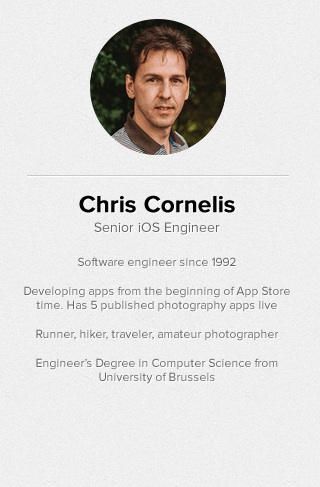 Chris Cornelis
Senior iOS Engineer
Software engineer since 1992
Developing apps from the beginning of App Store
time. Has 5 published photography apps live
Runner, hiker, traveler, amateur photographer
Engineer's Degree in Computer Science from
University of Brussels